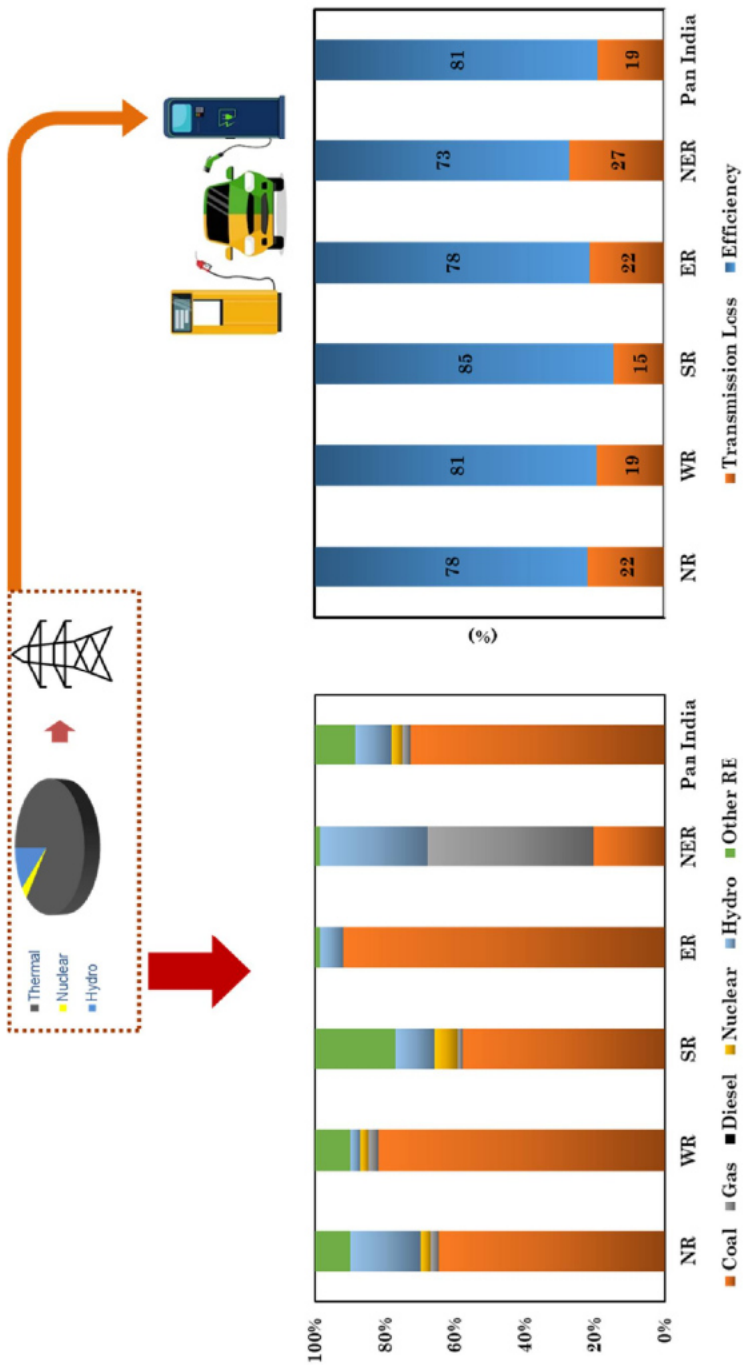 Thermal
Nuclear
Hydro
100%
80%
60%
40%
20%
0%
NR WR SR ER NER Pan India
Coal Gas Diesel Nuclear Hydro Other RE
(%)
78 81 85 78 73 81
22 19 15 22 27 19
NR WR SR ER NER Pan India
Transmission Loss Efficiency